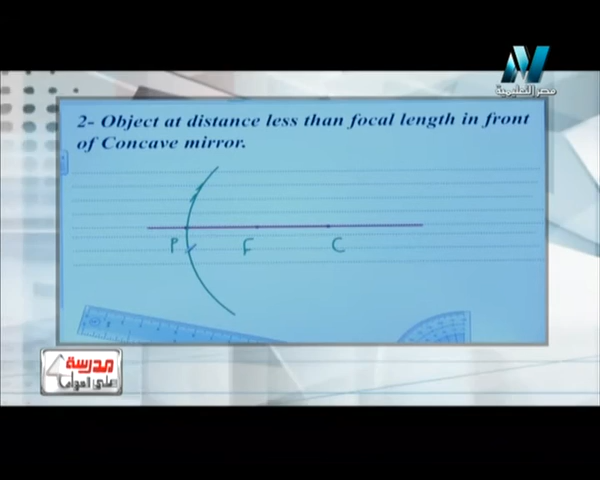 مصر التعليمية
2- Object at distance less than focal length in front
of Concave mirror.
P F C
مدرسة
على الهواء